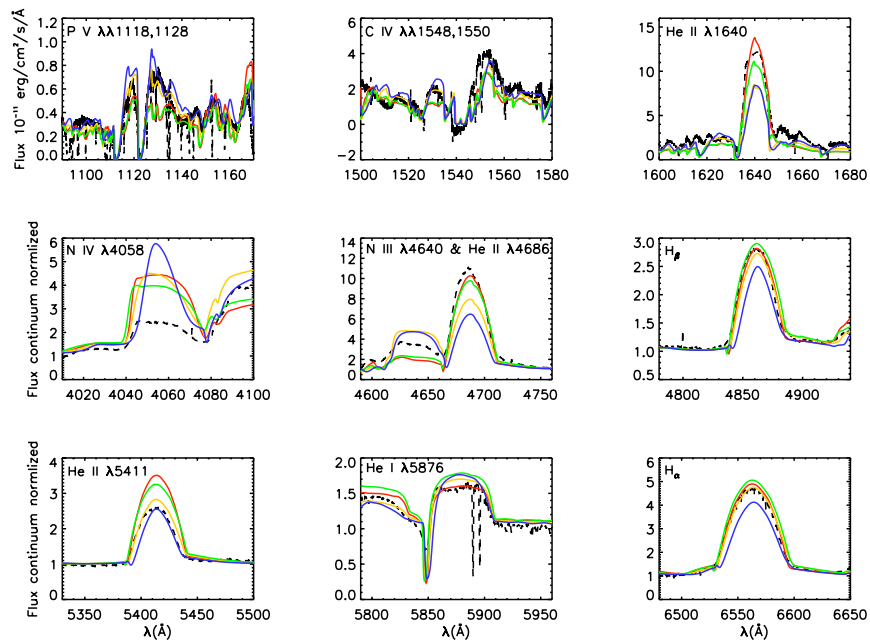 P V λλ1118,1128
C IV λλ1548,1550
He II λ1640
Flux 10⁻¹¹ erg/cm²/s/Å
1.2
1.0
0.8
0.6
0.4
0.2
0.0
1100 1120 1140 1160
6
4
2
0
−2
1500 1520 1540 1560 1580
15
10
5
0
1600 1620 1640 1660 1680
N IV λ4058
N III λ4640 & He II λ4686
Hβ
Flux continuum normlized
6
5
4
3
2
1
0
4020 4040 4060 4080 4100
14
12
10
8
6
4
2
0
4600 4650 4700 4750
3.0
2.5
2.0
1.5
1.0
0.5
4800 4850 4900
He II λ5411
He I λ5876
Hα
Flux continuum normlized
4
3
2
1
0
5350 5400 5450 5500
λ(Å)
2.0
1.5
1.0
0.5
0.0
5800 5850 5900 5950
λ(Å)
6
5
4
3
2
1
0
6500 6550 6600 6650
λ(Å)